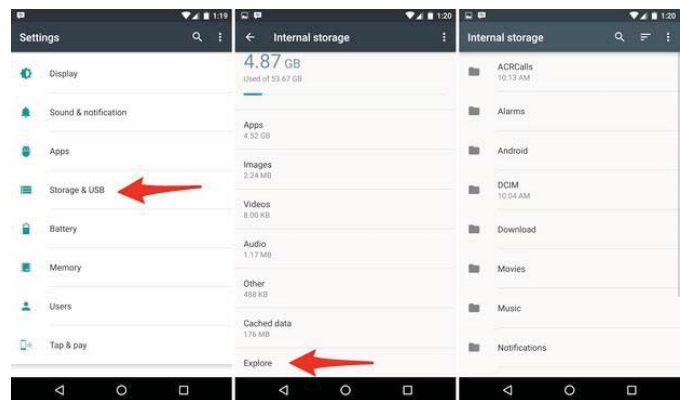 1:19
Settings
Display
Sound & notification
Apps
Storage & USB
Battery
Memory
Users
Tap & pay
1:20
Internal storage
4.87 GB
Used of 53.67 GB
Apps
4.52 GB
Images
2.24 MB
Videos
8.00 KB
Audio
1.17 MB
Other
488 KB
Cached data
176 MB
Explore
1:20
Internal storage
ACRCalls
10:13 AM
Alarms
Android
DCIM
10:04 AM
Download
Movies
Music
Notifications